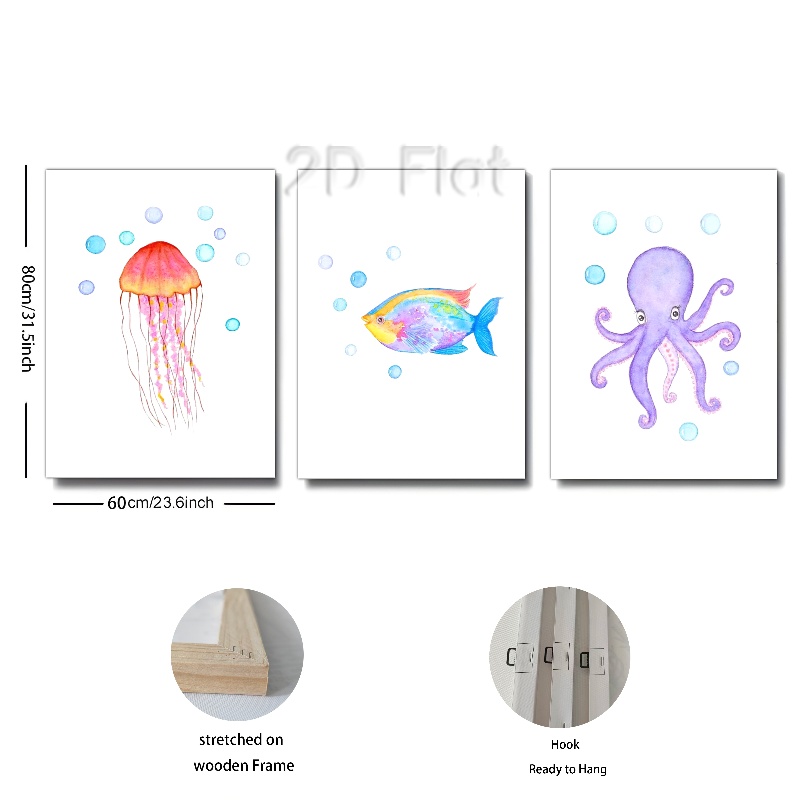 2D Flat
80cm/31.5inch
60cm/23.6inch
stretched on
wooden Frame
Hook
Ready to Hang